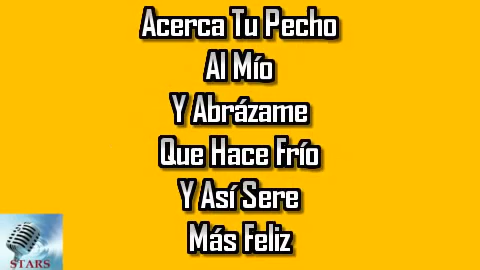 Acerca Tu Pecho
Al Mío
Y Abrázame
Que Hace Frío
Y Así Sere
Más Feliz
STARS